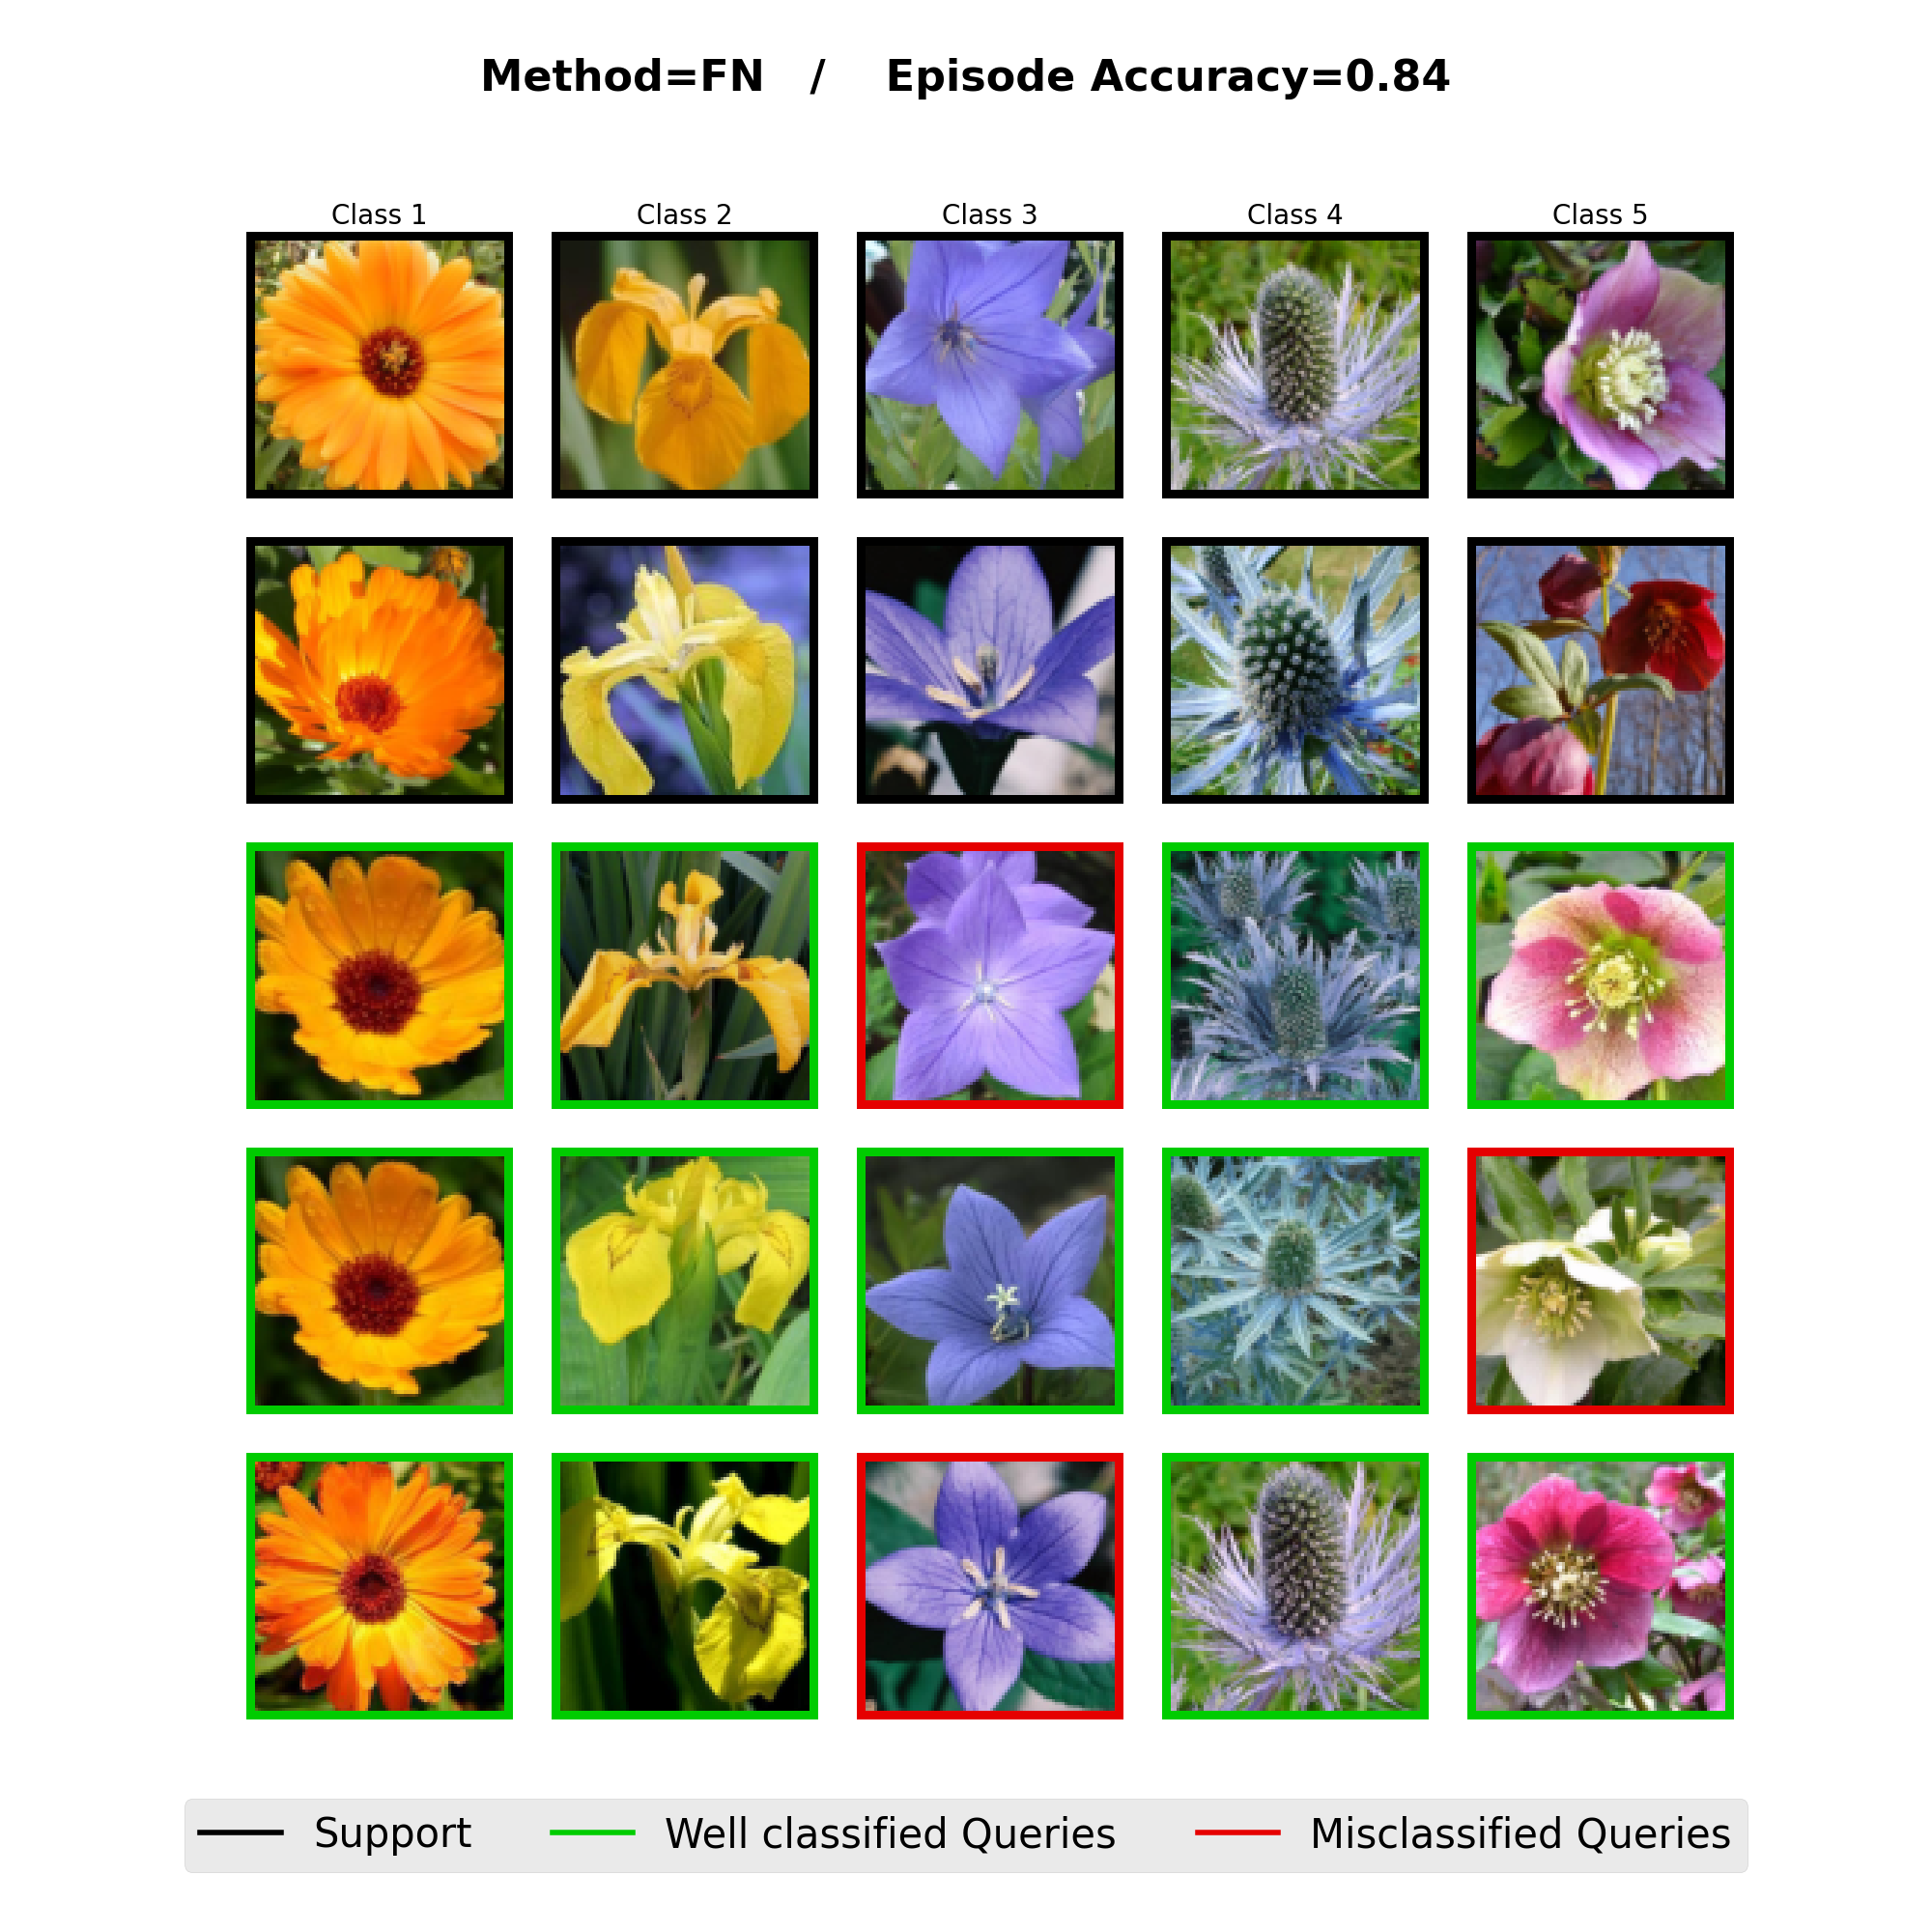 Method=FN / Episode Accuracy=0.84
Class 1 Class 2 Class 3 Class 4 Class 5
Support Well classified Queries Misclassified Queries